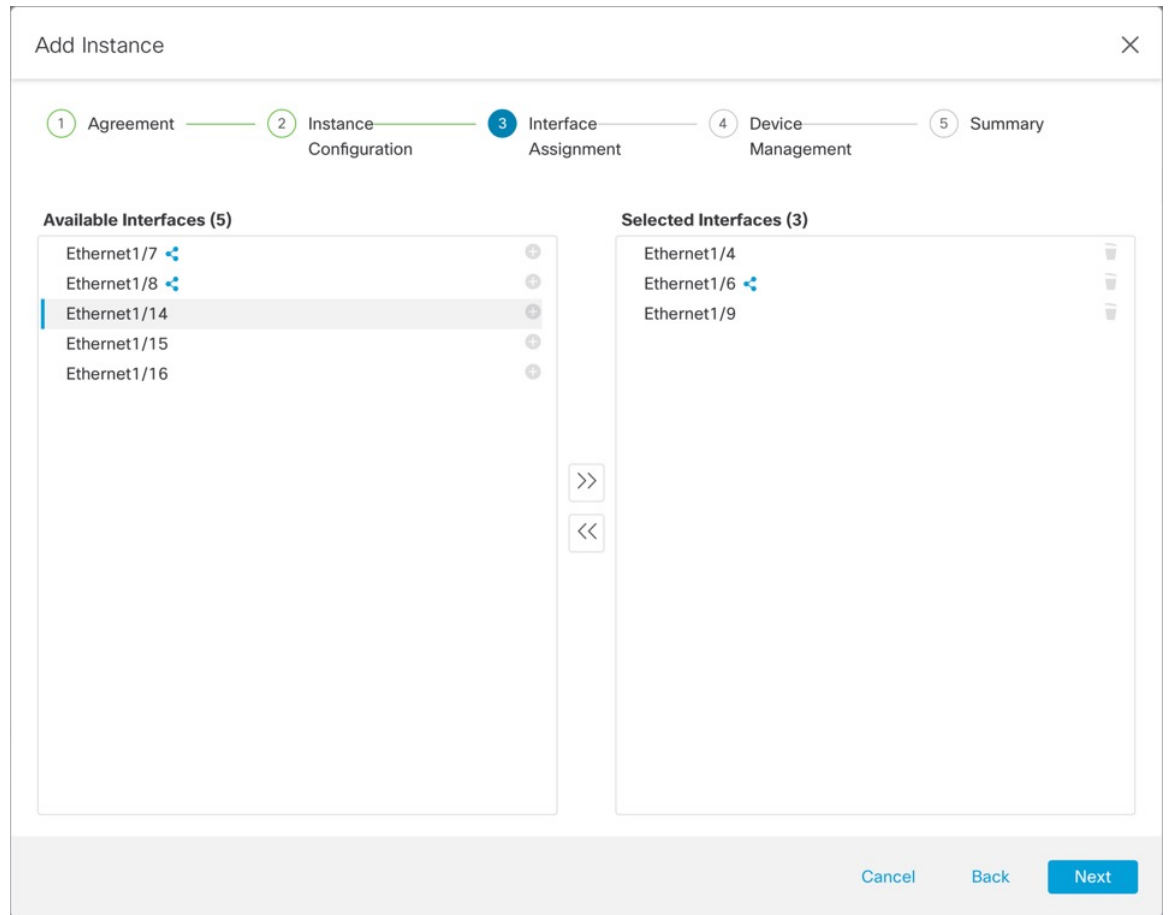 Add Instance
1 Agreement 2 Instance 3 Interface 4 Device 5 Summary
Configuration Assignment Management
Available Interfaces (5) Selected Interfaces (3)
Ethernet1/7 Ethernet1/4
Ethernet1/8 Ethernet1/6
Ethernet1/14 Ethernet1/9
Ethernet1/15
Ethernet1/16
>>
<<
Cancel Back Next